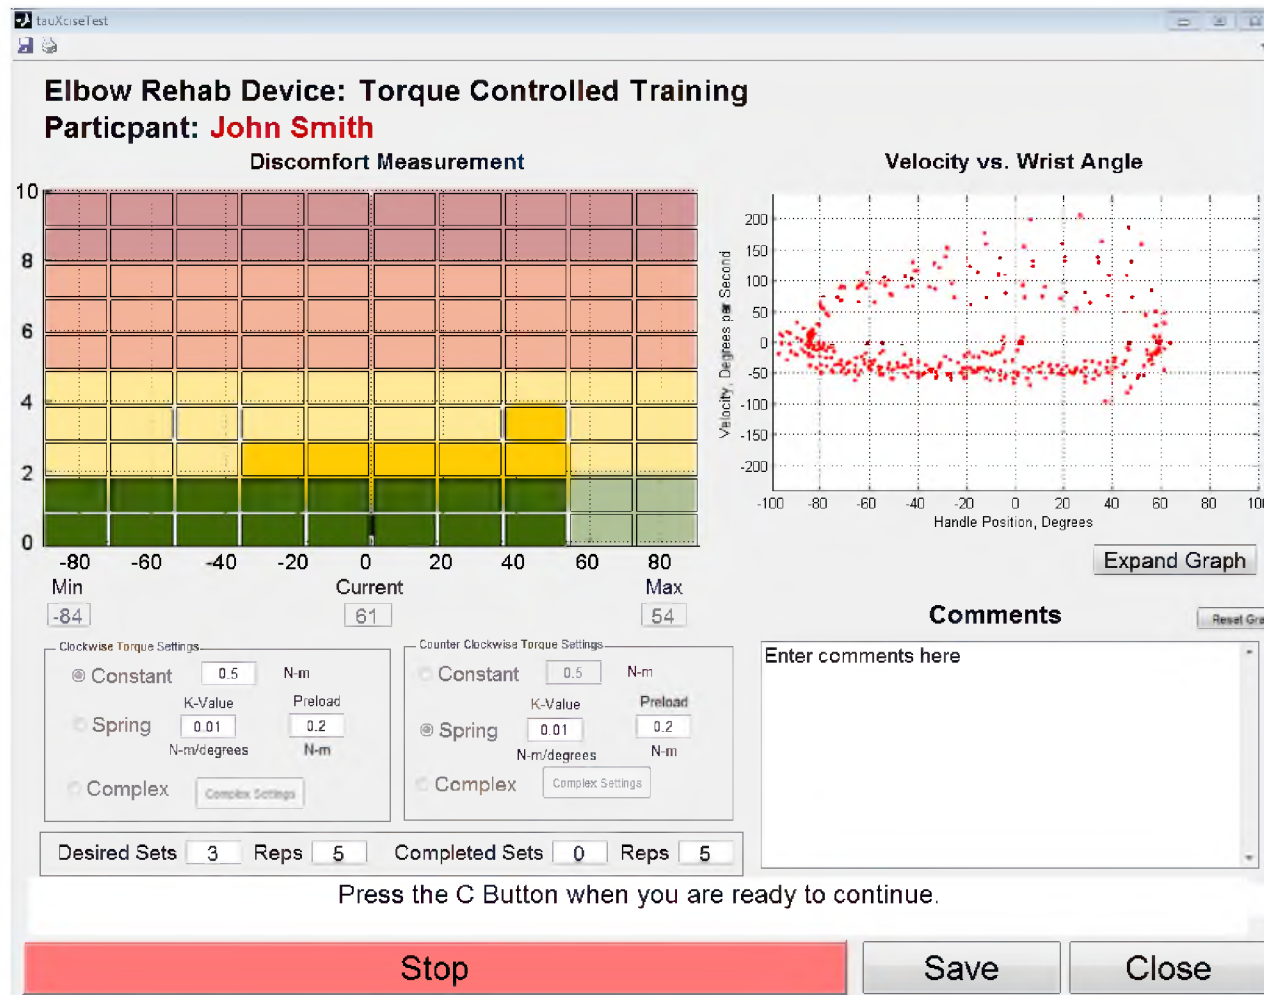 tauXciseTest
Elbow Rehab Device: Torque Controlled Training
Particpant: John Smith
Discomfort Measurement
10
8
6
4
2
0
-80 -60 -40 -20 0 20 40 60 80
Min Current Max
-84 61 54
Velocity vs. Wrist Angle
Velocity, Degrees per Second
200
150
100
50
0
-50
-100
-150
-200
-100 -80 -60 -40 -20 0 20 40 60 80 100
Handle Position, Degrees
Expand Graph
Clockwise Torque Settings
Constant 0.5 N-m
K-Value Preload
Spring 0.01 0.2
N-m/degrees N-m
Complex Complex Settings
Counter Clockwise Torque Settings
Constant 0.5 N-m
K-Value Preload
Spring 0.01 0.2
N-m/degrees N-m
Complex Complex Settings
Comments
Reset Gra
Enter comments here
Desired Sets 3 Reps 5 Completed Sets 0 Reps 5
Press the C Button when you are ready to continue.
Stop Save Close